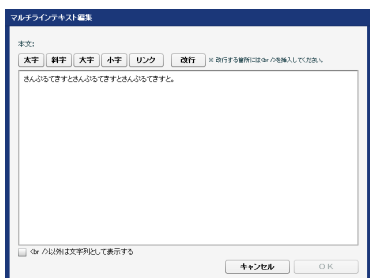 マルチラインテキスト編集
本文:
太字 斜字 大字 小字 リンク 改行 ※ 改行する箇所には<br />を挿入してください。
さんぷるてきすとさんぷるてきすとさんぷるてきすと。
<br />以外は文字列として表示する
キャンセル OK